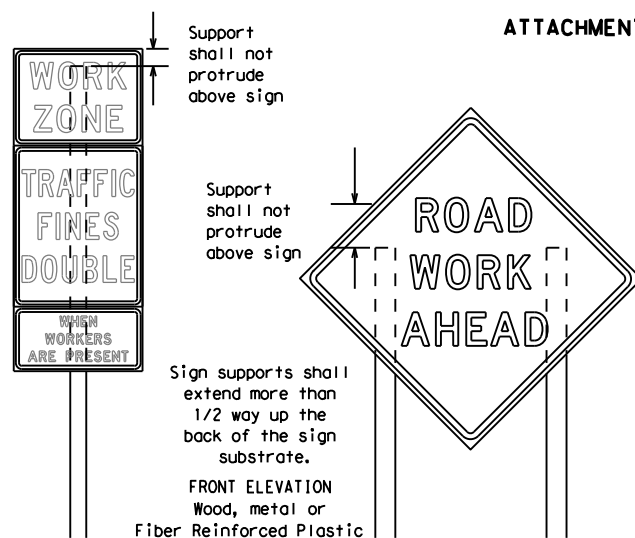 ATTACHMENT
Support
shall not
protrude
above sign
WORK
ZONE
TRAFFIC
FINES
DOUBLE
WHEN
WORKERS
ARE PRESENT
Support
shall not
protrude
above sign
ROAD
WORK
AHEAD
Sign supports shall
extend more than
1/2 way up the
back of the sign
substrate.
FRONT ELEVATION
Wood, metal or
Fiber Reinforced Plastic